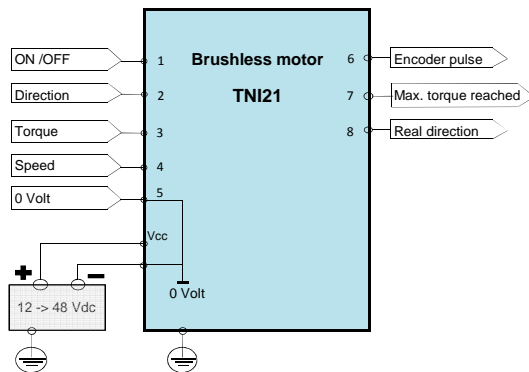 Brushless motor
TNI21
ON /OFF
1
Direction
2
Torque
3
Speed
4
0 Volt
5
Vcc
0 Volt
6
Encoder pulse
7
Max. torque reached
8
Real direction
+
−
12 -> 48 Vdc